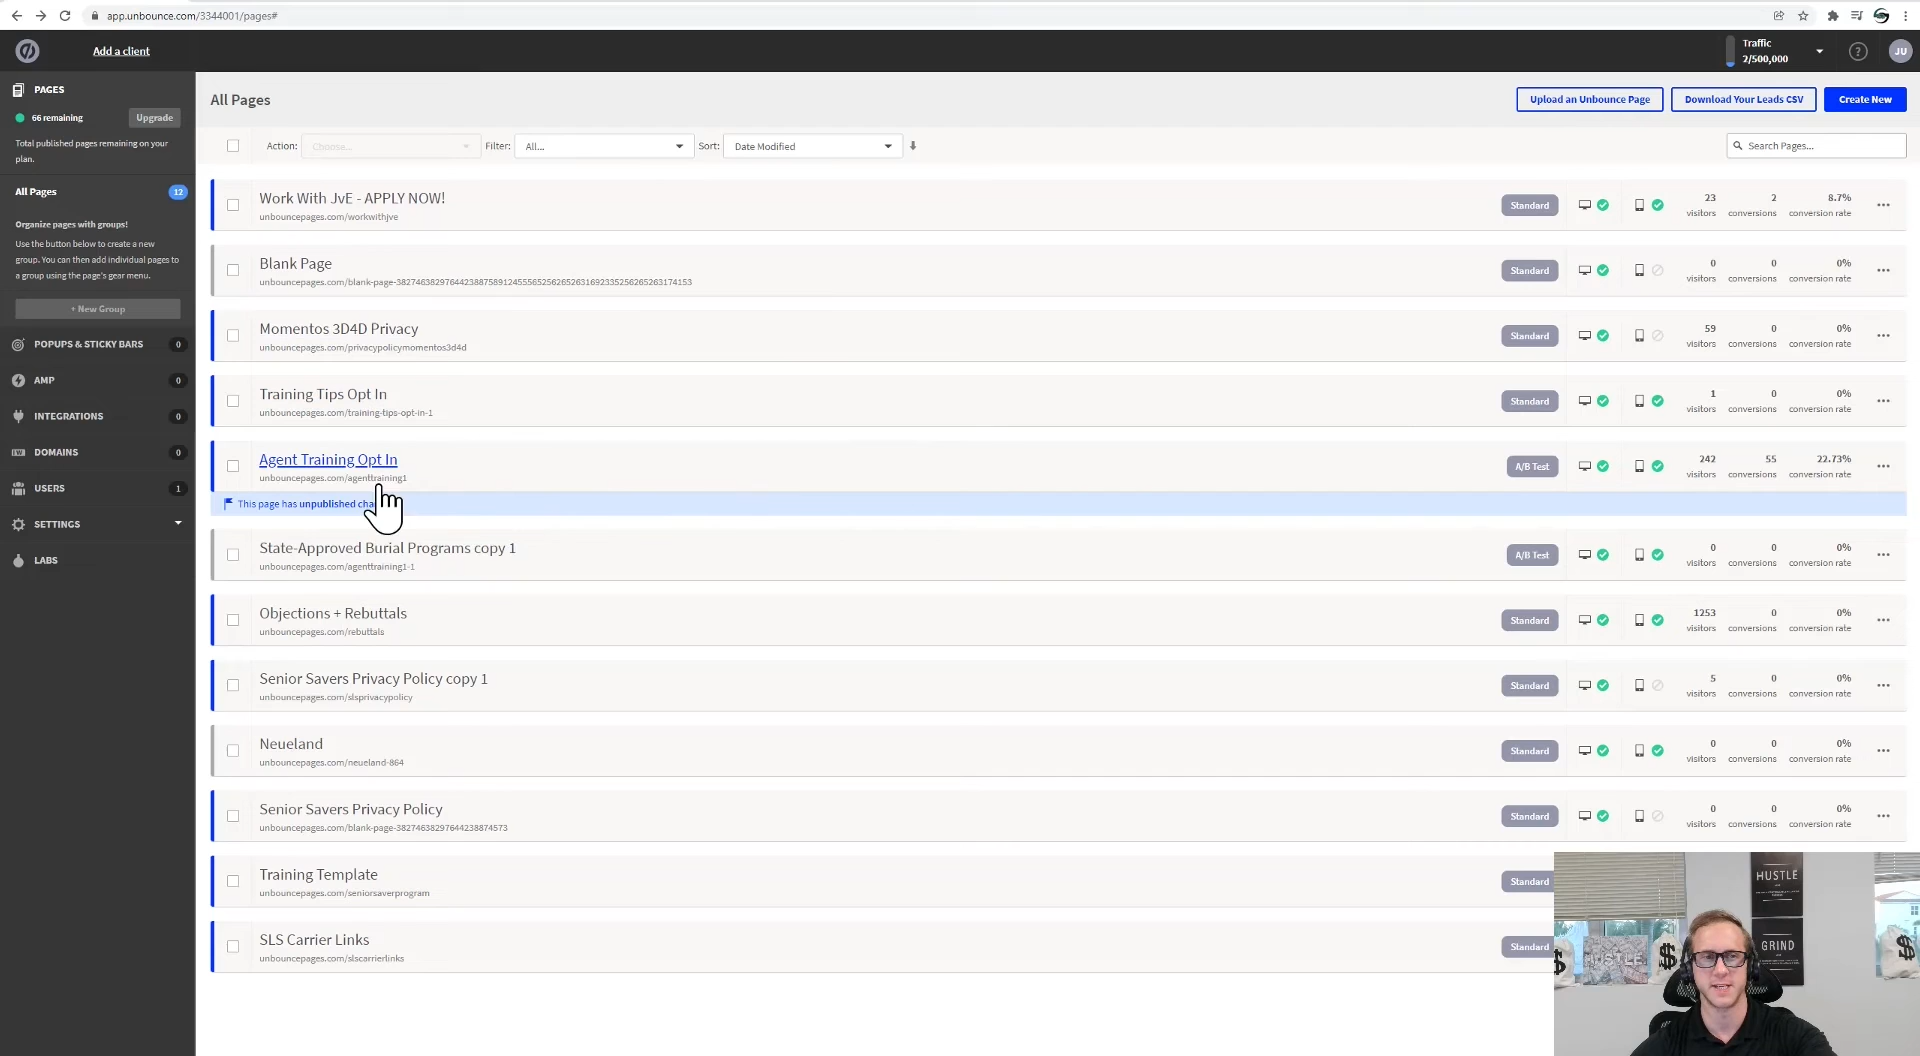 app.unbounce.com/3344001/pages#
Add a client
Traffic
2/500,000
?
JU
PAGES
66 remaining
Upgrade
Total published pages remaining on your
plan.
All Pages
12
Organize pages with groups!
Use the button below to create a new
group. You can then add individual pages to
a group using the page's gear menu.
+ New Group
POPUPS & STICKY BARS
0
AMP
0
INTEGRATIONS
0
DOMAINS
0
USERS
1
SETTINGS
LABS
All Pages
Upload an Unbounce Page
Download Your Leads CSV
Create New
Action:
Choose...
Filter:
All...
Sort:
Date Modified
Search Pages...
Work With JvE - APPLY NOW!
unbouncepages.com/workwithjve
Standard
23 2 8.7%
visitors conversions conversion rate
Blank Page
unbouncepages.com/blank-page-38274638297644238875891245556525626526316923352562652631​74153
Standard
0 0 0%
visitors conversions conversion rate
Momentos 3D4D Privacy
unbouncepages.com/privacypolicymomentos3d4d
Standard
59 0 0%
visitors conversions conversion rate
Training Tips Opt In
unbouncepages.com/training-tips-opt-in-1
Standard
1 0 0%
visitors conversions conversion rate
Agent Training Opt In
unbouncepages.com/agenttraining1
A/B Test
242 55 22.73%
visitors conversions conversion rate
This page has unpublished cha
State-Approved Burial Programs copy 1
unbouncepages.com/agenttraining1-1
A/B Test
0 0 0%
visitors conversions conversion rate
Objections + Rebuttals
unbouncepages.com/rebuttals
Standard
1253 0 0%
visitors conversions conversion rate
Senior Savers Privacy Policy copy 1
unbouncepages.com/slsprivacypolicy
Standard
5 0 0%
visitors conversions conversion rate
Neueland
unbouncepages.com/neueland-864
Standard
0 0 0%
visitors conversions conversion rate
Senior Savers Privacy Policy
unbouncepages.com/blank-page-38274638297644238874573
Standard
0 0 0%
visitors conversions conversion rate
Training Template
unbouncepages.com/seniorsaverprogram
Standard
SLS Carrier Links
unbouncepages.com/slscarrierlinks
Standard
HUSTLE
GRIND
HUSTLE
$
$
$